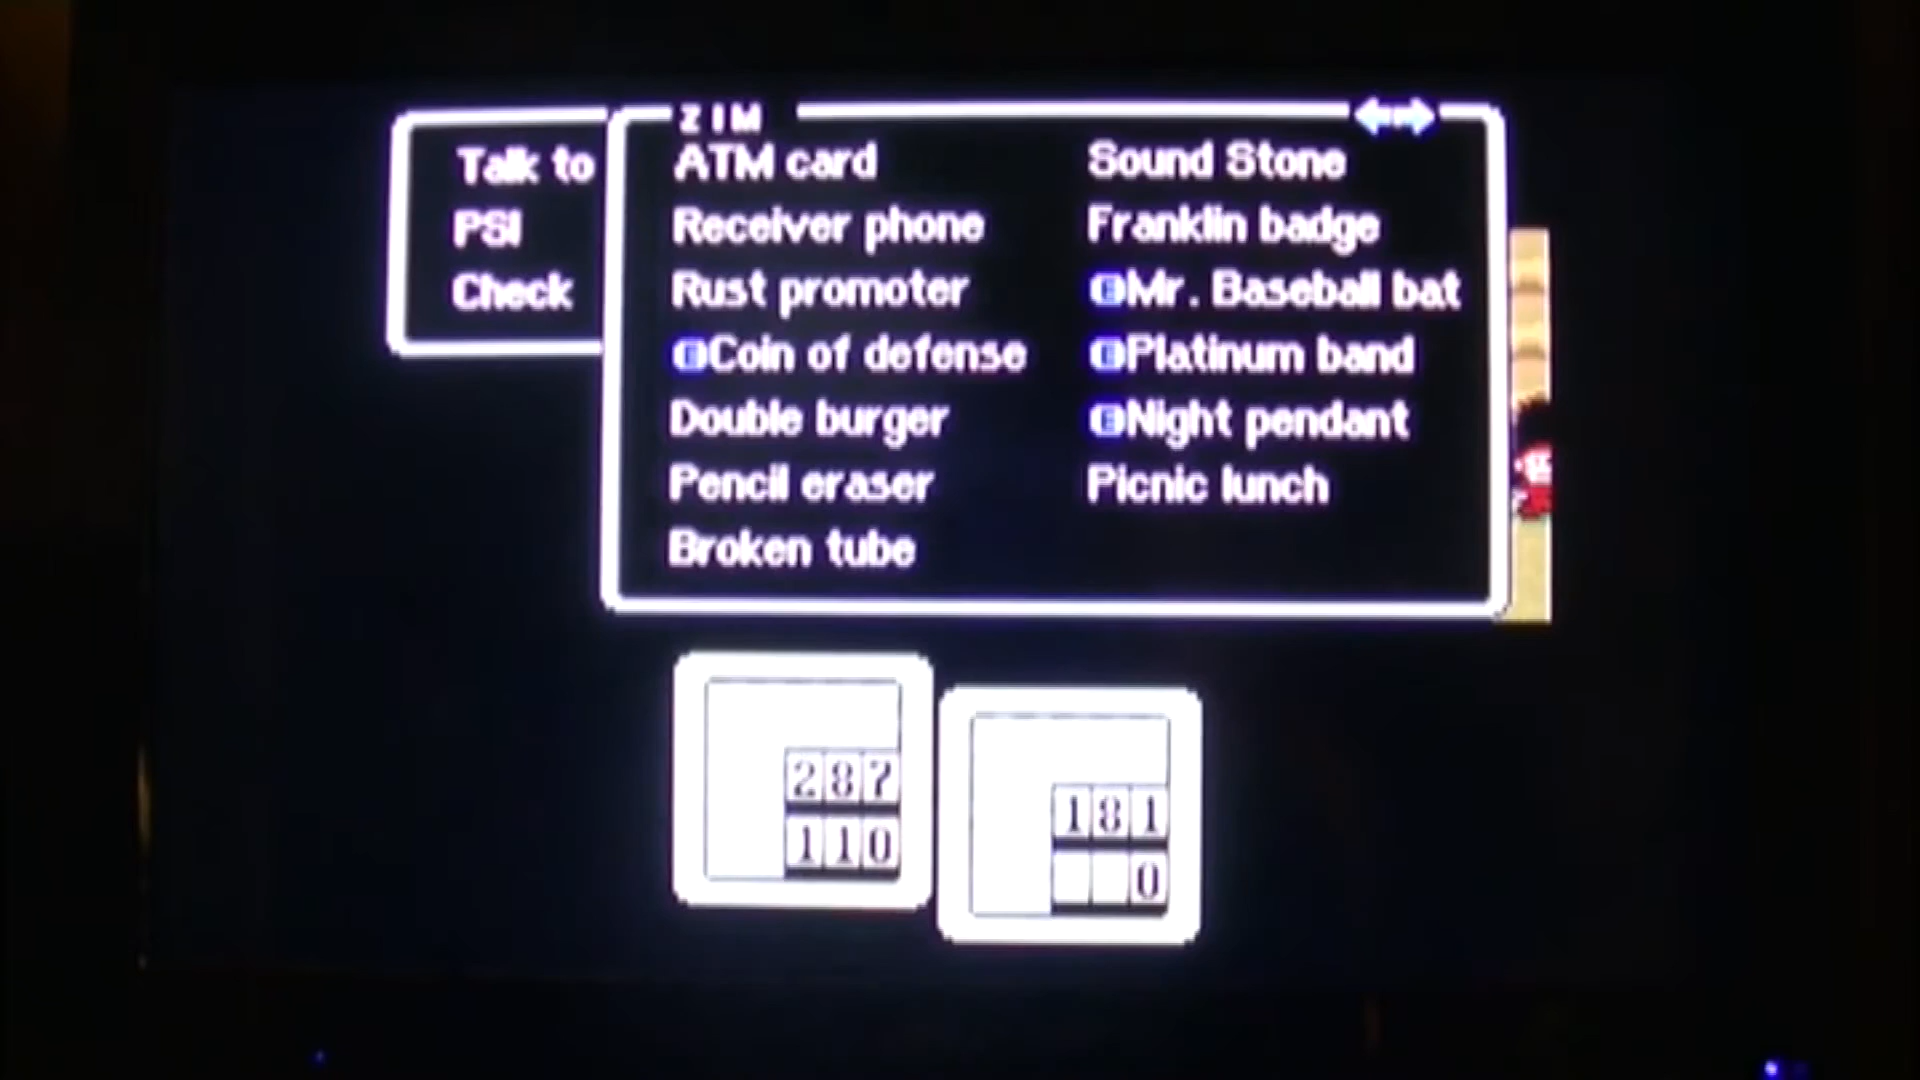 ZIM
Talk to
PSI
Check
ATM card Sound Stone
Receiver phone Franklin badge
Rust promoter E Mr. Baseball bat
E Coin of defense E Platinum band
Double burger E Night pendant
Pencil eraser Picnic lunch
Broken tube
287
110
181
0